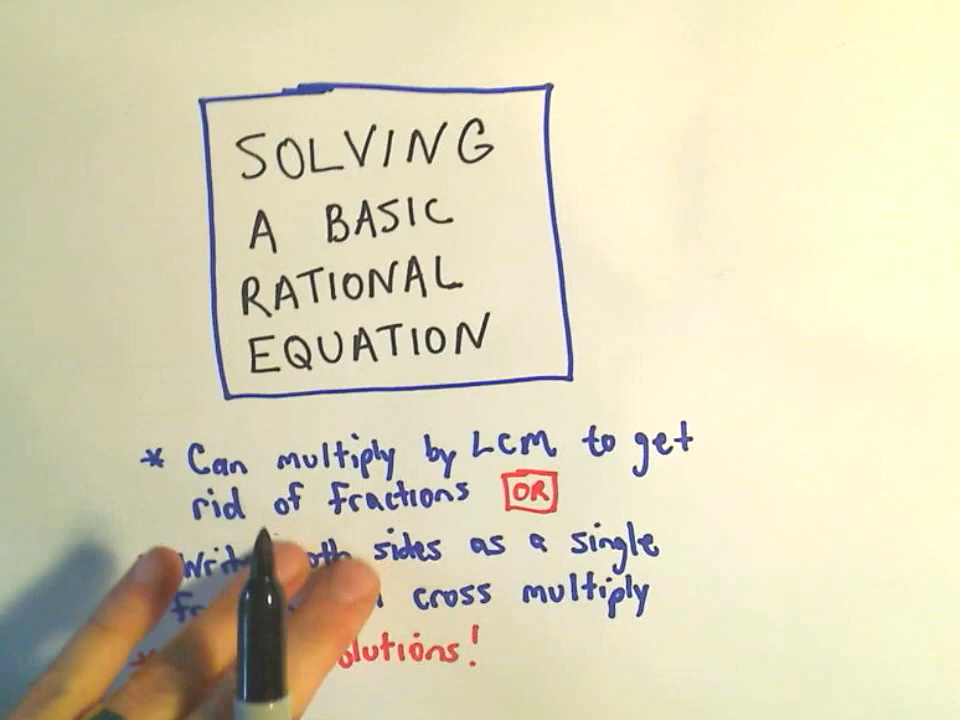 SOLVING
A BASIC
RATIONAL
EQUATION
* Can multiply by LCM to get
rid of fractions OR
sides as a single
cross multiply